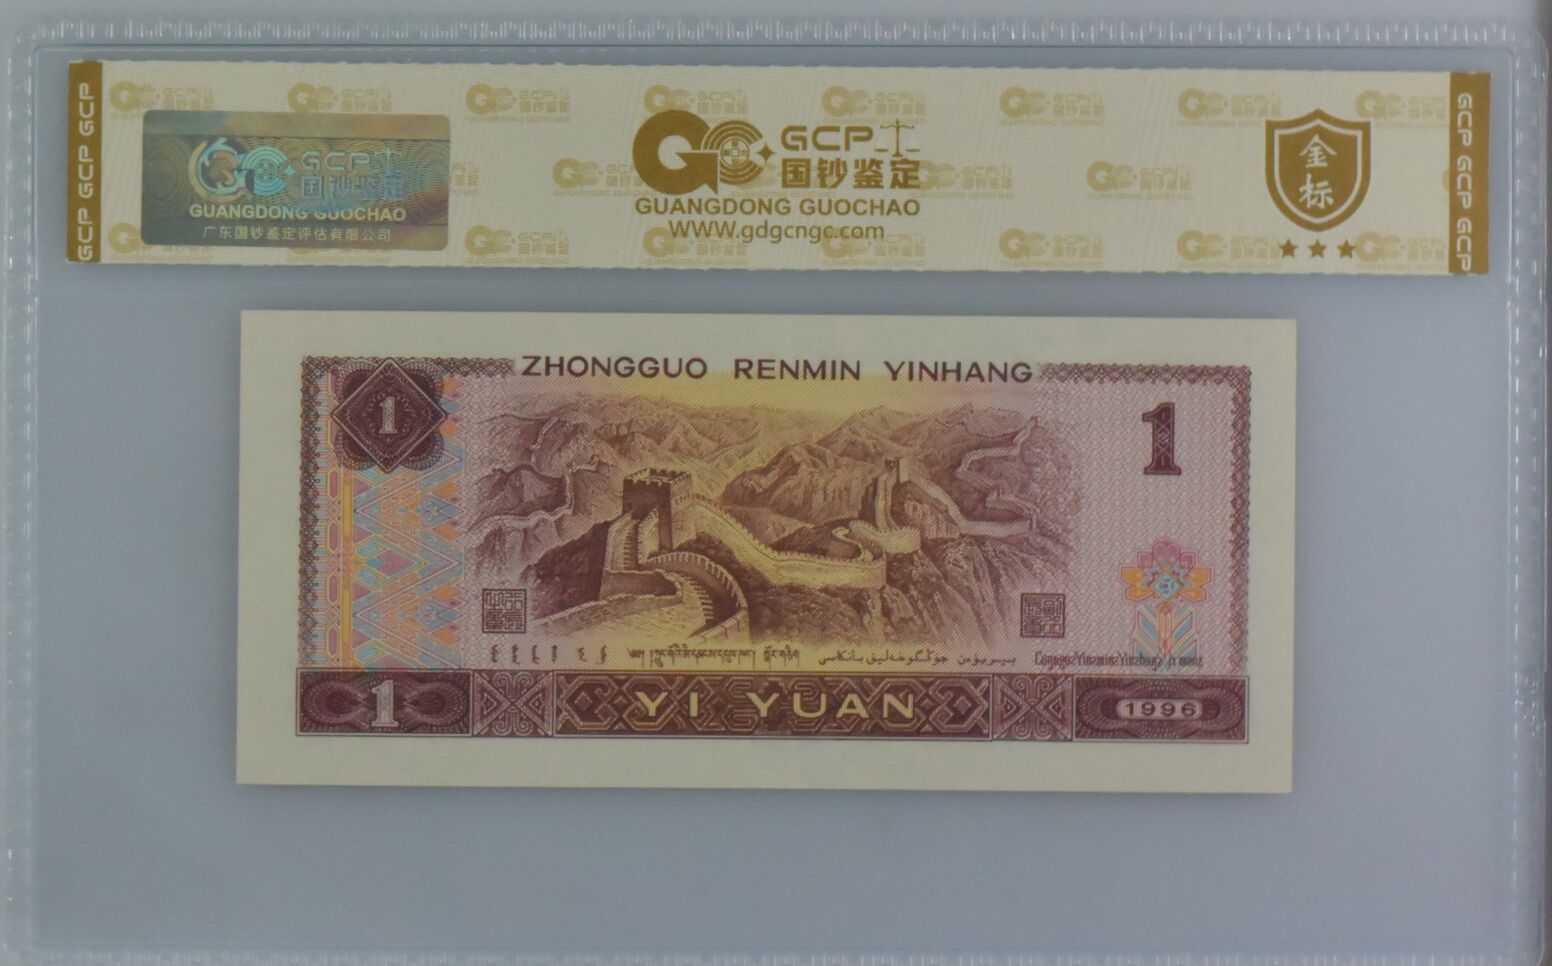 GCP GCP GCP
GCP 国钞鉴定
GUANGDONG GUOCHAO
广东国钞鉴定评估有限公司
GCP 国钞鉴定
GUANGDONG GUOCHAO
WWW.gdgcngc.com
金标
GCP GCP GCP
ZHONGGUO RENMIN YINHANG
1
1
1
YI YUAN
1996